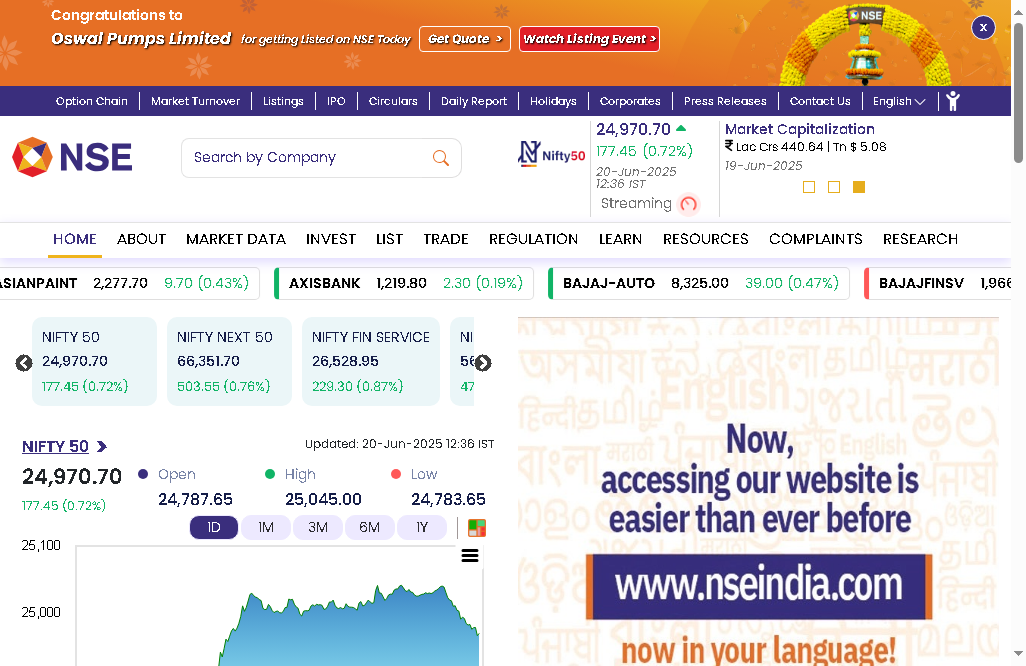 Congratulations to
Oswal Pumps Limited for getting Listed on NSE Today Get Quote > Watch Listing Event >
NSE
x
Option Chain Market Turnover Listings IPO Circulars Daily Report Holidays Corporates Press Releases Contact Us English
NSE
Search by Company
Nifty50
24,970.70
177.45 (0.72%)
20-Jun-2025
12:36 IST
Streaming
Market Capitalization
₹ Lac Crs 440.64 | Tn $ 5.08
19-Jun-2025
HOME ABOUT MARKET DATA INVEST LIST TRADE REGULATION LEARN RESOURCES COMPLAINTS RESEARCH
ASIANPAINT 2,277.70 9.70 (0.43%) AXISBANK 1,219.80 2.30 (0.19%) BAJAJ-AUTO 8,325.00 39.00 (0.47%) BAJAJFINSV 1,966
NIFTY 50
24,970.70
177.45 (0.72%)
NIFTY NEXT 50
66,351.70
503.55 (0.76%)
NIFTY FIN SERVICE
26,528.95
229.30 (0.87%)
NI
56
47
NIFTY 50
Updated: 20-Jun-2025 12:36 IST
24,970.70
177.45 (0.72%)
Open
24,787.65
High
25,045.00
Low
24,783.65
1D 1M 3M 6M 1Y
25,100
25,000
English
English
Now,
accessing our website is
easier than ever before
www.nseindia.com
now in your language!